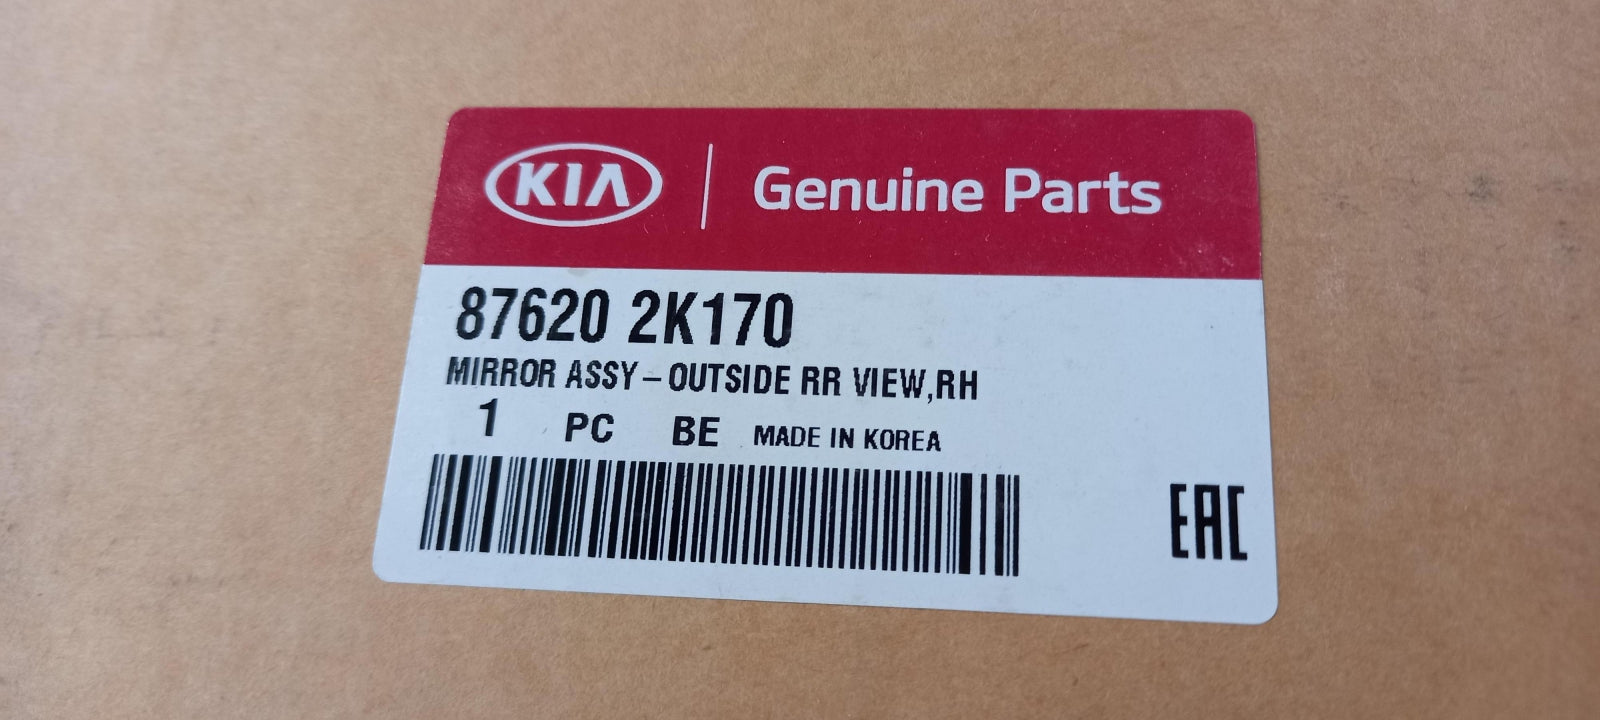 KIA Genuine Parts
87620 2K170
MIRROR ASSY-OUTSIDE RR VIEW,RH
1 PC BE MADE IN KOREA
EAC